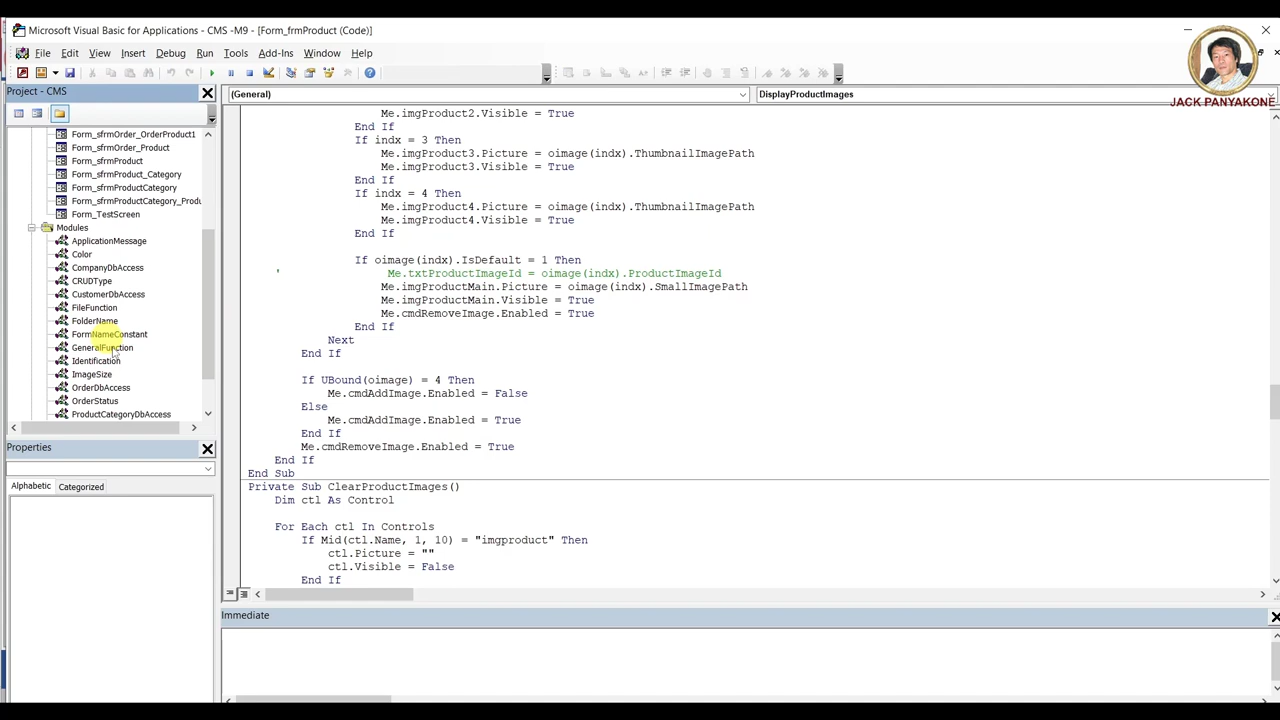 Microsoft Visual Basic for Applications - CMS -M9 - [Form_frmProduct (Code)]
File Edit View Insert Debug Run Tools Add-Ins Window Help
JACK PANYAKONE
Project - CMS
(General)
DisplayProductImages
Form_sfrmOrder_OrderProduct1
Form_sfrmOrder_Product
Form_sfrmProduct
Form_sfrmProduct_Category
Form_sfrmProductCategory
Form_sfrmProductCategory_Produ
Form_TestScreen
Modules
ApplicationMessage
Color
CompanyDbAccess
CRUDType
CustomerDbAccess
FileFunction
FolderName
FormNameConstant
GeneralFunction
Identification
ImageSize
OrderDbAccess
OrderStatus
ProductCategoryDbAccess
Properties
Alphabetic Categorized
Me.imgProduct2.Visible = True
End If
If indx = 3 Then
Me.imgProduct3.Picture = oimage(indx).ThumbnailImagePath
Me.imgProduct3.Visible = True
End If
If indx = 4 Then
Me.imgProduct4.Picture = oimage(indx).ThumbnailImagePath
Me.imgProduct4.Visible = True
End If
If oimage(indx).IsDefault = 1 Then
' Me.txtProductImageId = oimage(indx).ProductImageId
Me.imgProductMain.Picture = oimage(indx).SmallImagePath
Me.imgProductMain.Visible = True
Me.cmdRemoveImage.Enabled = True
End If
Next
End If
If UBound(oimage) = 4 Then
Me.cmdAddImage.Enabled = False
Else
Me.cmdAddImage.Enabled = True
End If
Me.cmdRemoveImage.Enabled = True
End If
End Sub
Private Sub ClearProductImages()
Dim ctl As Control
For Each ctl In Controls
If Mid(ctl.Name, 1, 10) = "imgproduct" Then
ctl.Picture = ""
ctl.Visible = False
End If
Immediate